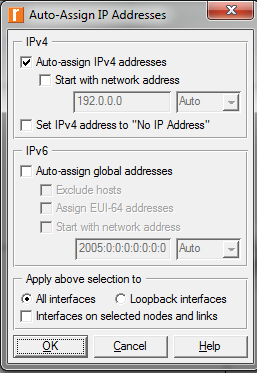 Auto-Assign IP Addresses
IPv4
Auto-assign IPv4 addresses
Start with network address
192.0.0.0 Auto
Set IPv4 address to "No IP Address"
IPv6
Auto-assign global addresses
Exclude hosts
Assign EUI-64 addresses
Start with network address
2005:0:0:0:0:0:0 Auto
Apply above selection to
All interfaces Loopback interfaces
Interfaces on selected nodes and links
OK Cancel Help